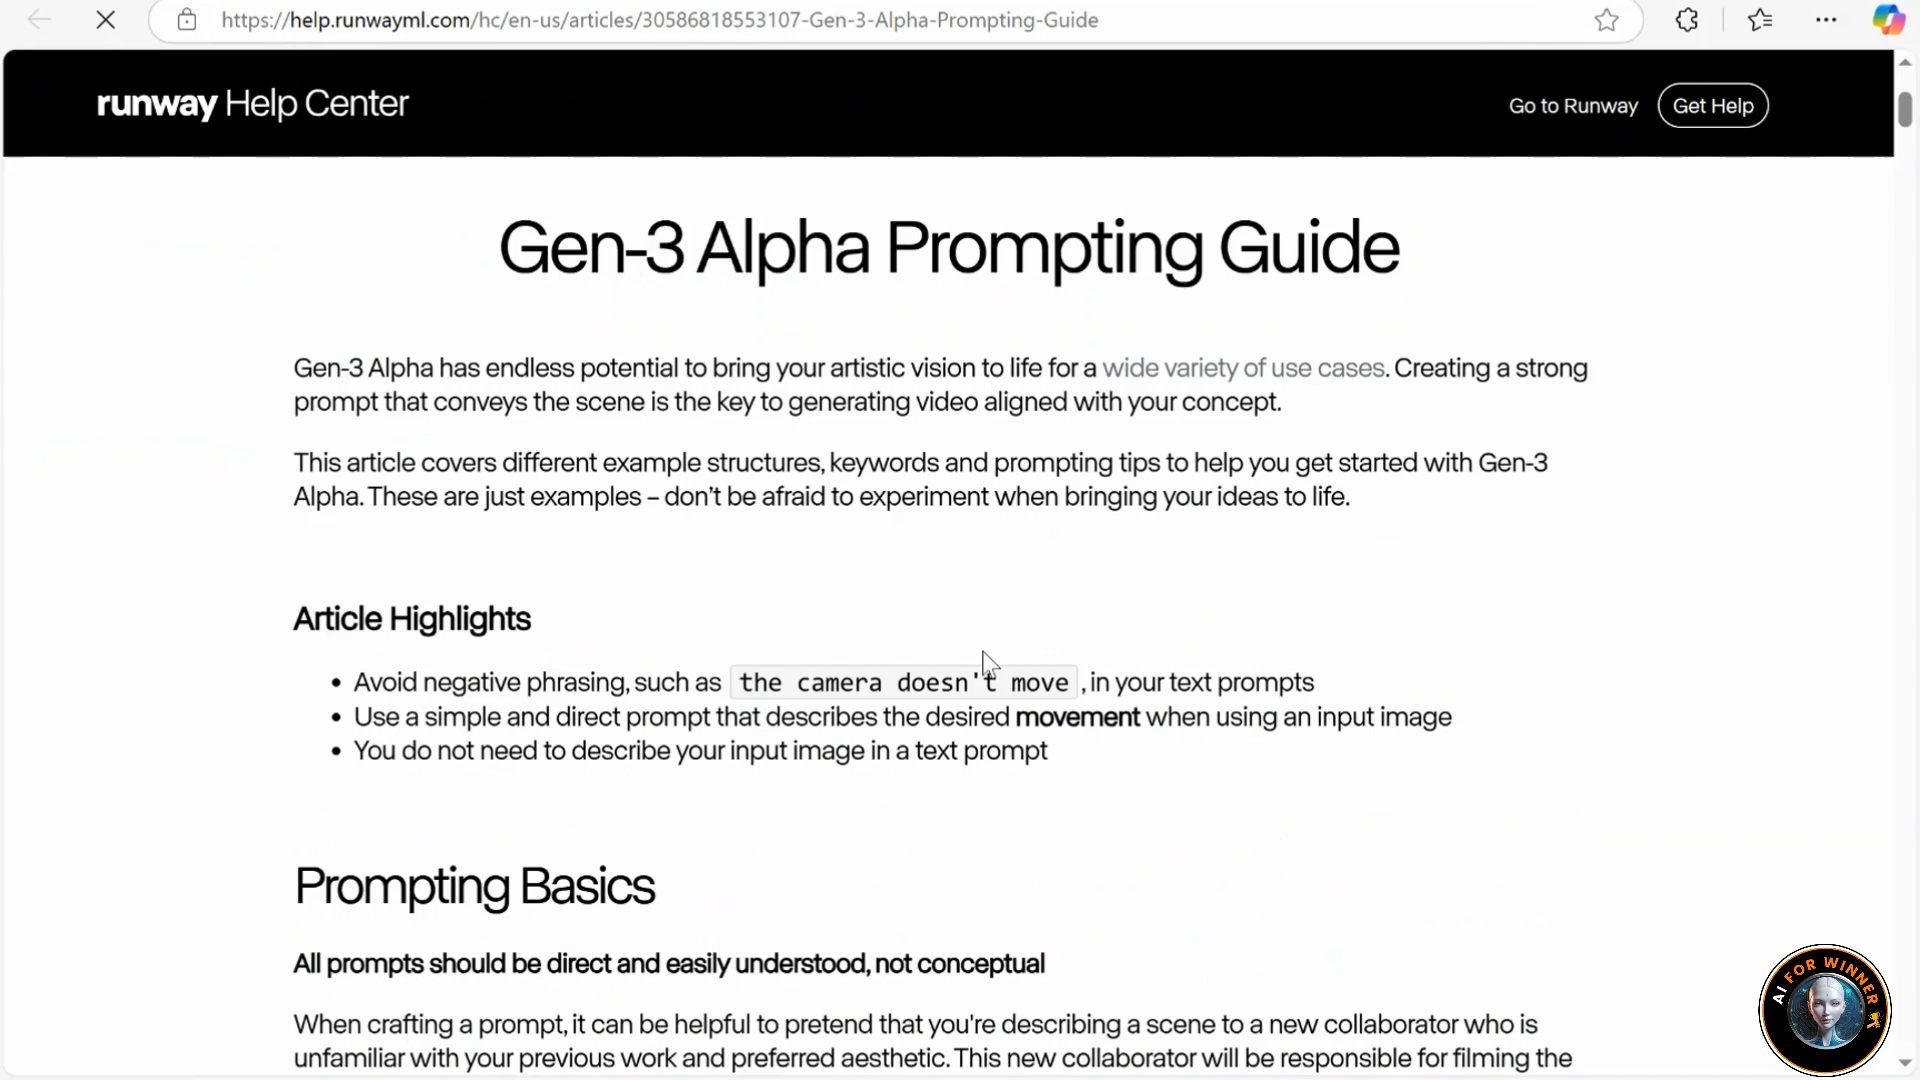 https://help.runwayml.com/hc/en-us/articles/30586818553107-Gen-3-Alpha-Prompting-Guide
runway Help Center
Go to Runway
Get Help
Gen-3 Alpha Prompting Guide
Gen-3 Alpha has endless potential to bring your artistic vision to life for a wide variety of use cases. Creating a strong
prompt that conveys the scene is the key to generating video aligned with your concept.
This article covers different example structures, keywords and prompting tips to help you get started with Gen-3
Alpha. These are just examples – don't be afraid to experiment when bringing your ideas to life.
Article Highlights
• Avoid negative phrasing, such as the camera doesn't move , in your text prompts
• Use a simple and direct prompt that describes the desired movement when using an input image
• You do not need to describe your input image in a text prompt
Prompting Basics
All prompts should be direct and easily understood, not conceptual
When crafting a prompt, it can be helpful to pretend that you're describing a scene to a new collaborator who is
unfamiliar with your previous work and preferred aesthetic. This new collaborator will be responsible for filming the
AI FOR WINNER